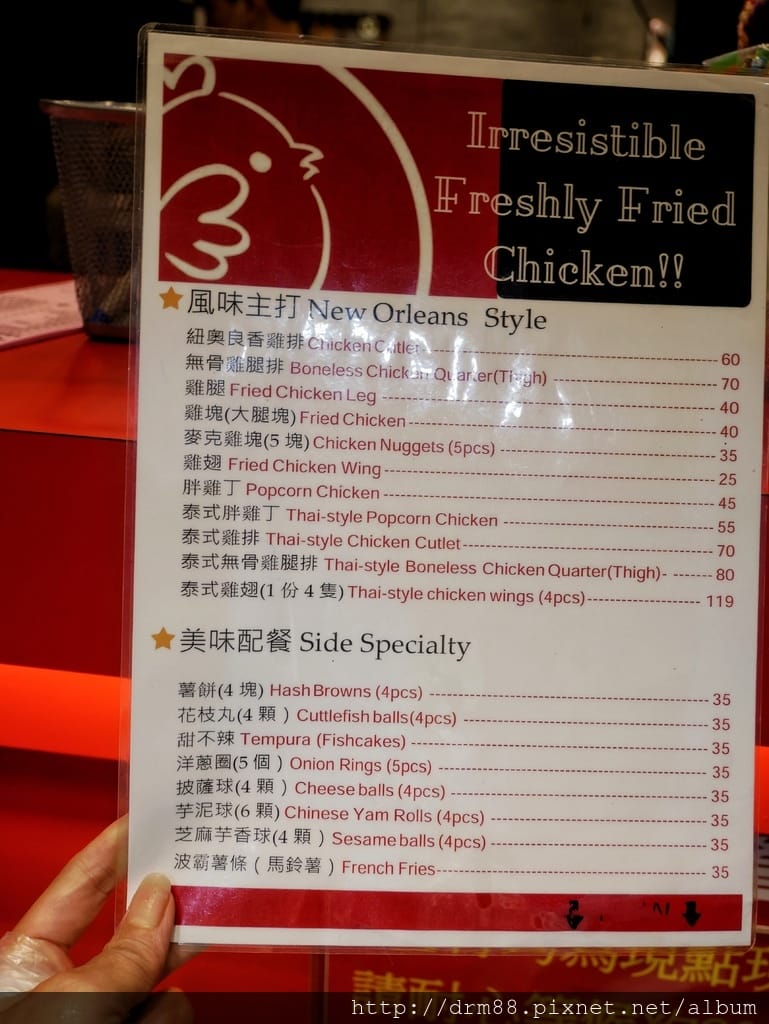 Irresistible
Freshly Fried
Chicken!!
風味主打 New Orleans Style
紐奧良香雞排 Chicken Cutlet 60
無骨雞腿排 Boneless Chicken Quarter(Thigh) 70
雞腿 Fried Chicken Leg 40
雞塊(大腿塊) Fried Chicken 40
麥克雞塊(5 塊) Chicken Nuggets (5pcs) 35
雞翅 Fried Chicken Wing 25
胖雞丁 Popcorn Chicken 45
泰式胖雞丁 Thai-style Popcorn Chicken 55
泰式雞排 Thai-style Chicken Cutlet 70
泰式無骨雞腿排 Thai-style Boneless Chicken Quarter(Thigh) 80
泰式雞翅(1 份 4 隻) Thai-style chicken wings (4pcs) 119
美味配餐 Side Specialty
薯餅(4 塊) Hash Browns (4pcs) 35
花枝丸(4 顆 ) Cuttlefish balls(4pcs) 35
甜不辣 Tempura (Fishcakes) 35
洋蔥圈(5 個 ) Onion Rings (5pcs) 35
披薩球(4 顆 ) Cheese balls (4pcs) 35
芋泥球(6 顆) Chinese Yam Rolls (4pcs) 35
芝麻芋香球(4 顆 ) Sesame balls (4pcs) 35
波霸薯條 ( 馬鈴薯 ) French Fries 35
為現點現
請耐心等
http://drm88.pixnet.net/album